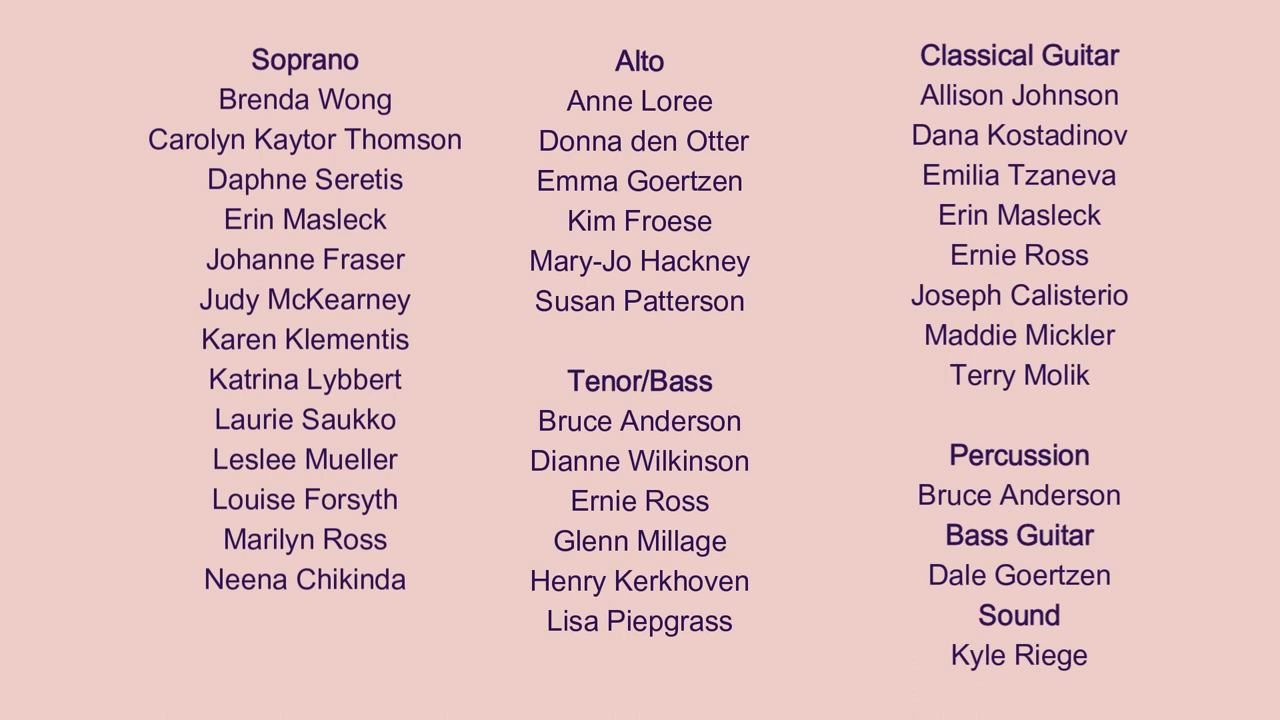 Soprano
Brenda Wong
Carolyn Kaytor Thomson
Daphne Seretis
Erin Masleck
Johanne Fraser
Judy McKearney
Karen Klementis
Katrina Lybbert
Laurie Saukko
Leslee Mueller
Louise Forsyth
Marilyn Ross
Neena Chikinda
Alto
Anne Loree
Donna den Otter
Emma Goertzen
Kim Froese
Mary-Jo Hackney
Susan Patterson
Tenor/Bass
Bruce Anderson
Dianne Wilkinson
Ernie Ross
Glenn Millage
Henry Kerkhoven
Lisa Piepgrass
Classical Guitar
Allison Johnson
Dana Kostadinov
Emilia Tzaneva
Erin Masleck
Ernie Ross
Joseph Calisterio
Maddie Mickler
Terry Molik
Percussion
Bruce Anderson
Bass Guitar
Dale Goertzen
Sound
Kyle Riege